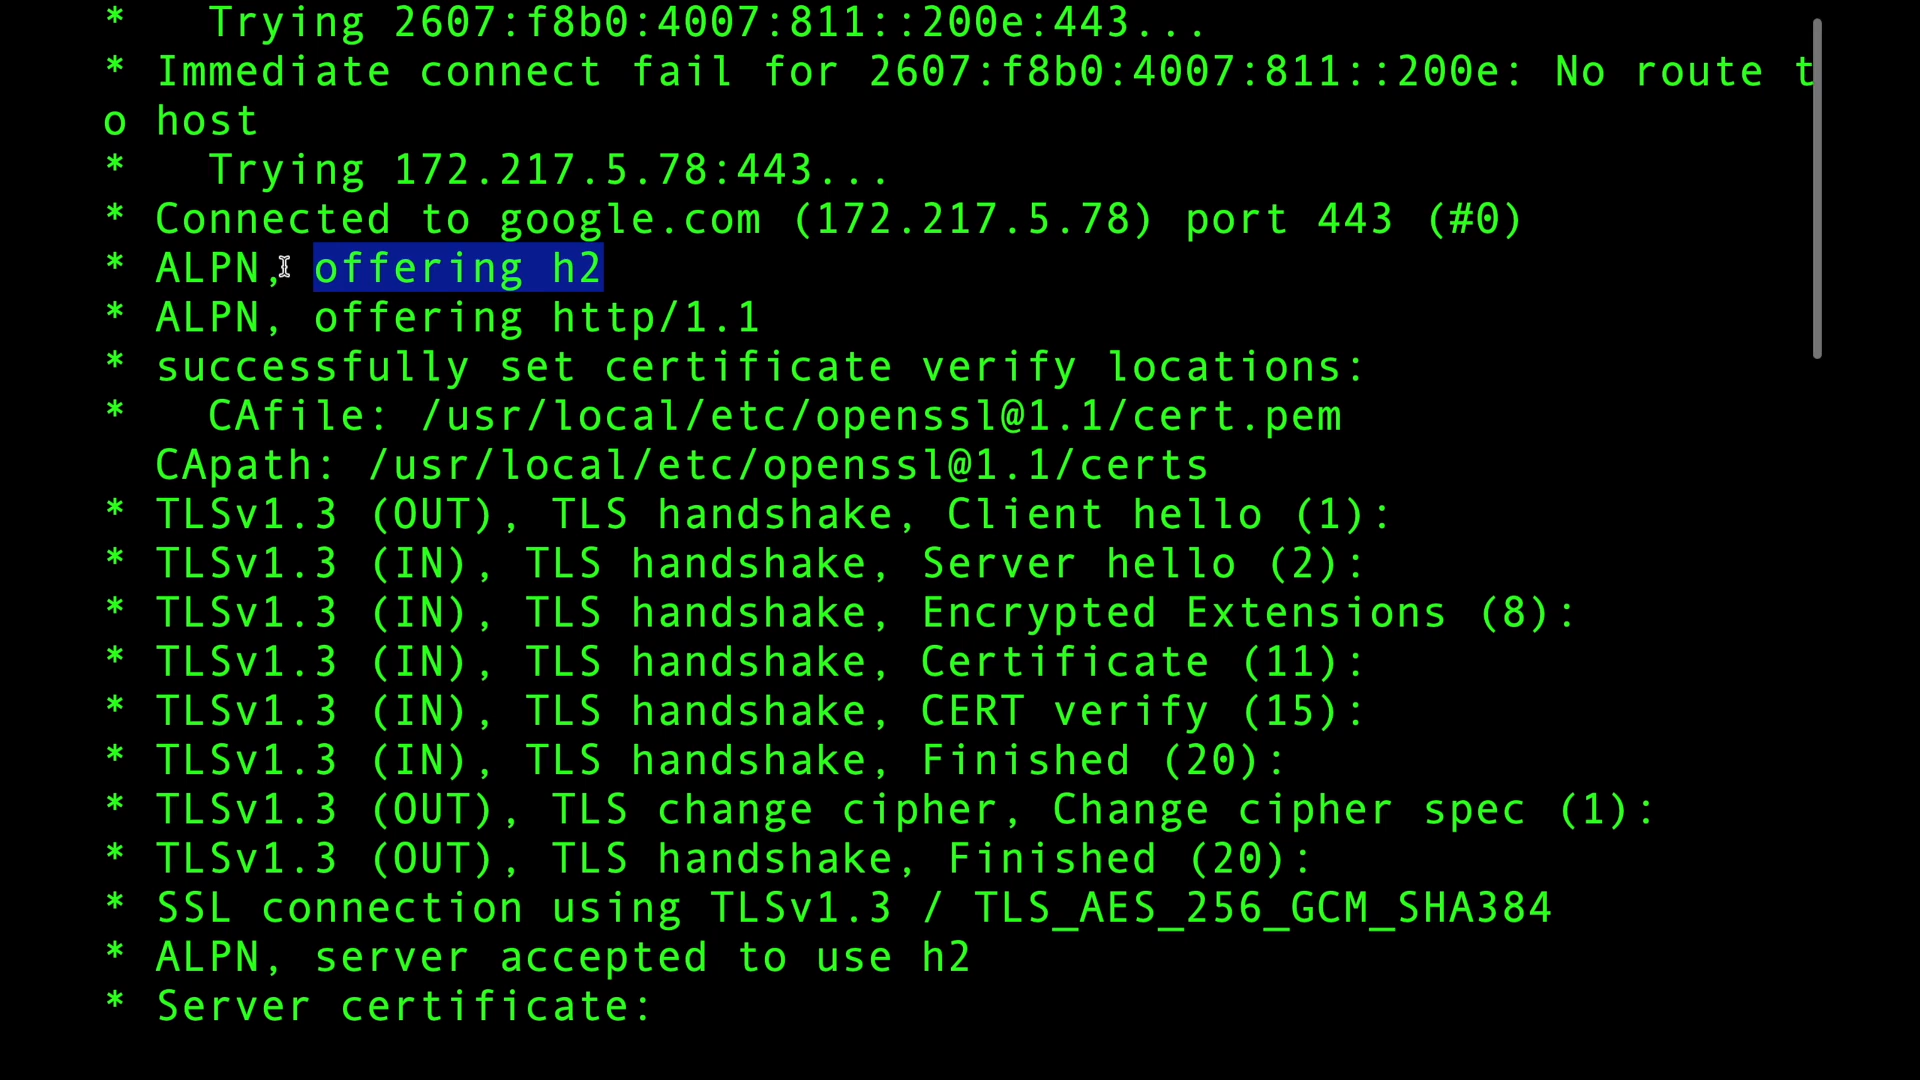 *   Trying 2607:f8b0:4007:811::200e:443...
* Immediate connect fail for 2607:f8b0:4007:811::200e: No route t
o host
*   Trying 172.217.5.78:443...
* Connected to google.com (172.217.5.78) port 443 (#0)
* ALPN, offering h2
* ALPN, offering http/1.1
* successfully set certificate verify locations:
*   CAfile: /usr/local/etc/openssl@1.1/cert.pem
  CApath: /usr/local/etc/openssl@1.1/certs
* TLSv1.3 (OUT), TLS handshake, Client hello (1):
* TLSv1.3 (IN), TLS handshake, Server hello (2):
* TLSv1.3 (IN), TLS handshake, Encrypted Extensions (8):
* TLSv1.3 (IN), TLS handshake, Certificate (11):
* TLSv1.3 (IN), TLS handshake, CERT verify (15):
* TLSv1.3 (IN), TLS handshake, Finished (20):
* TLSv1.3 (OUT), TLS change cipher, Change cipher spec (1):
* TLSv1.3 (OUT), TLS handshake, Finished (20):
* SSL connection using TLSv1.3 / TLS_AES_256_GCM_SHA384
* ALPN, server accepted to use h2
* Server certificate: